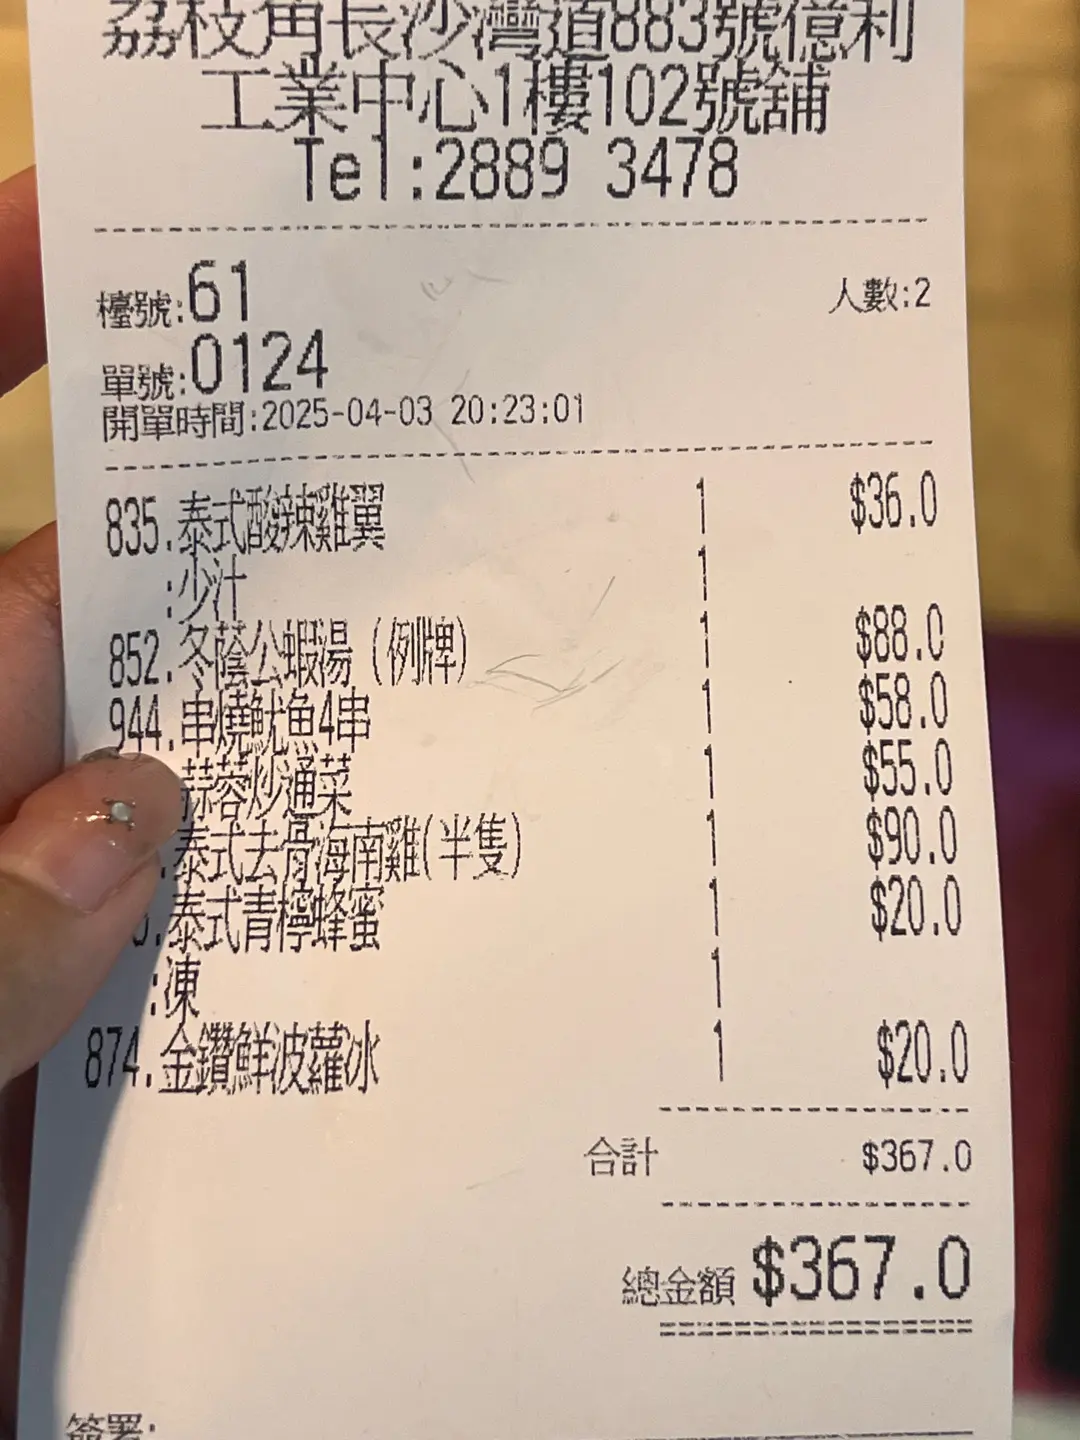 荔枝角長沙灣道883號億利
工業中心1樓102號舖
Tel:2889 3478
檯號:61 人數:2
單號:0124
開單時間:2025-04-03 20:23:01
835.泰式酸辣雞翼 1 $36.0
:少汁 1
852.冬蔭公蝦湯(例牌) 1 $88.0
944.串燒魷魚4串 1 $58.0
蒜蓉炒通菜 1 $55.0
.泰式去骨海南雞(半隻) 1 $90.0
.泰式青檸蜂蜜 1 $20.0
:凍 1
874.金鑽鮮波蘿冰 1 $20.0
合計 $367.0
總金額 $367.0
簽署: